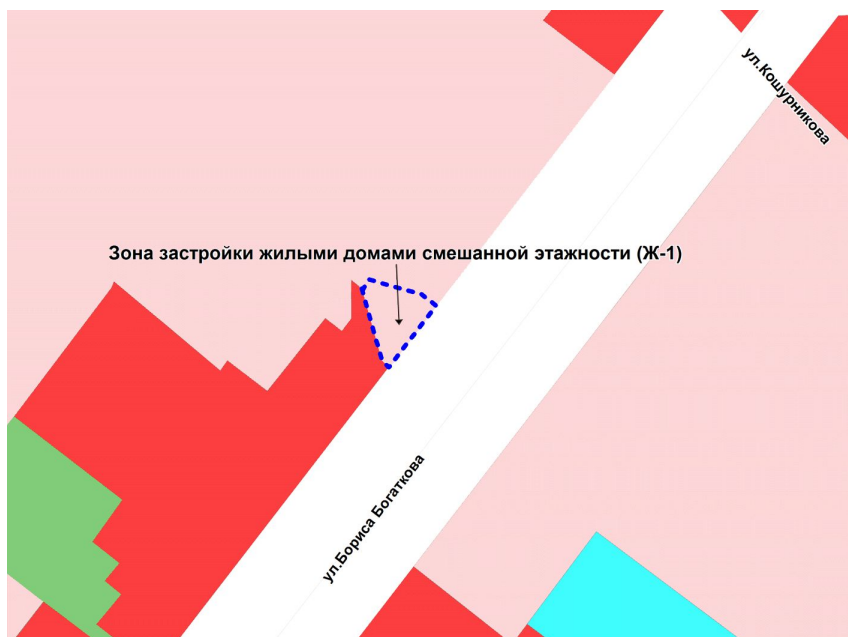 ул.Кошурникова
Зона застройки жилыми домами смешанной этажности (Ж-1)
ул.Бориса Богаткова